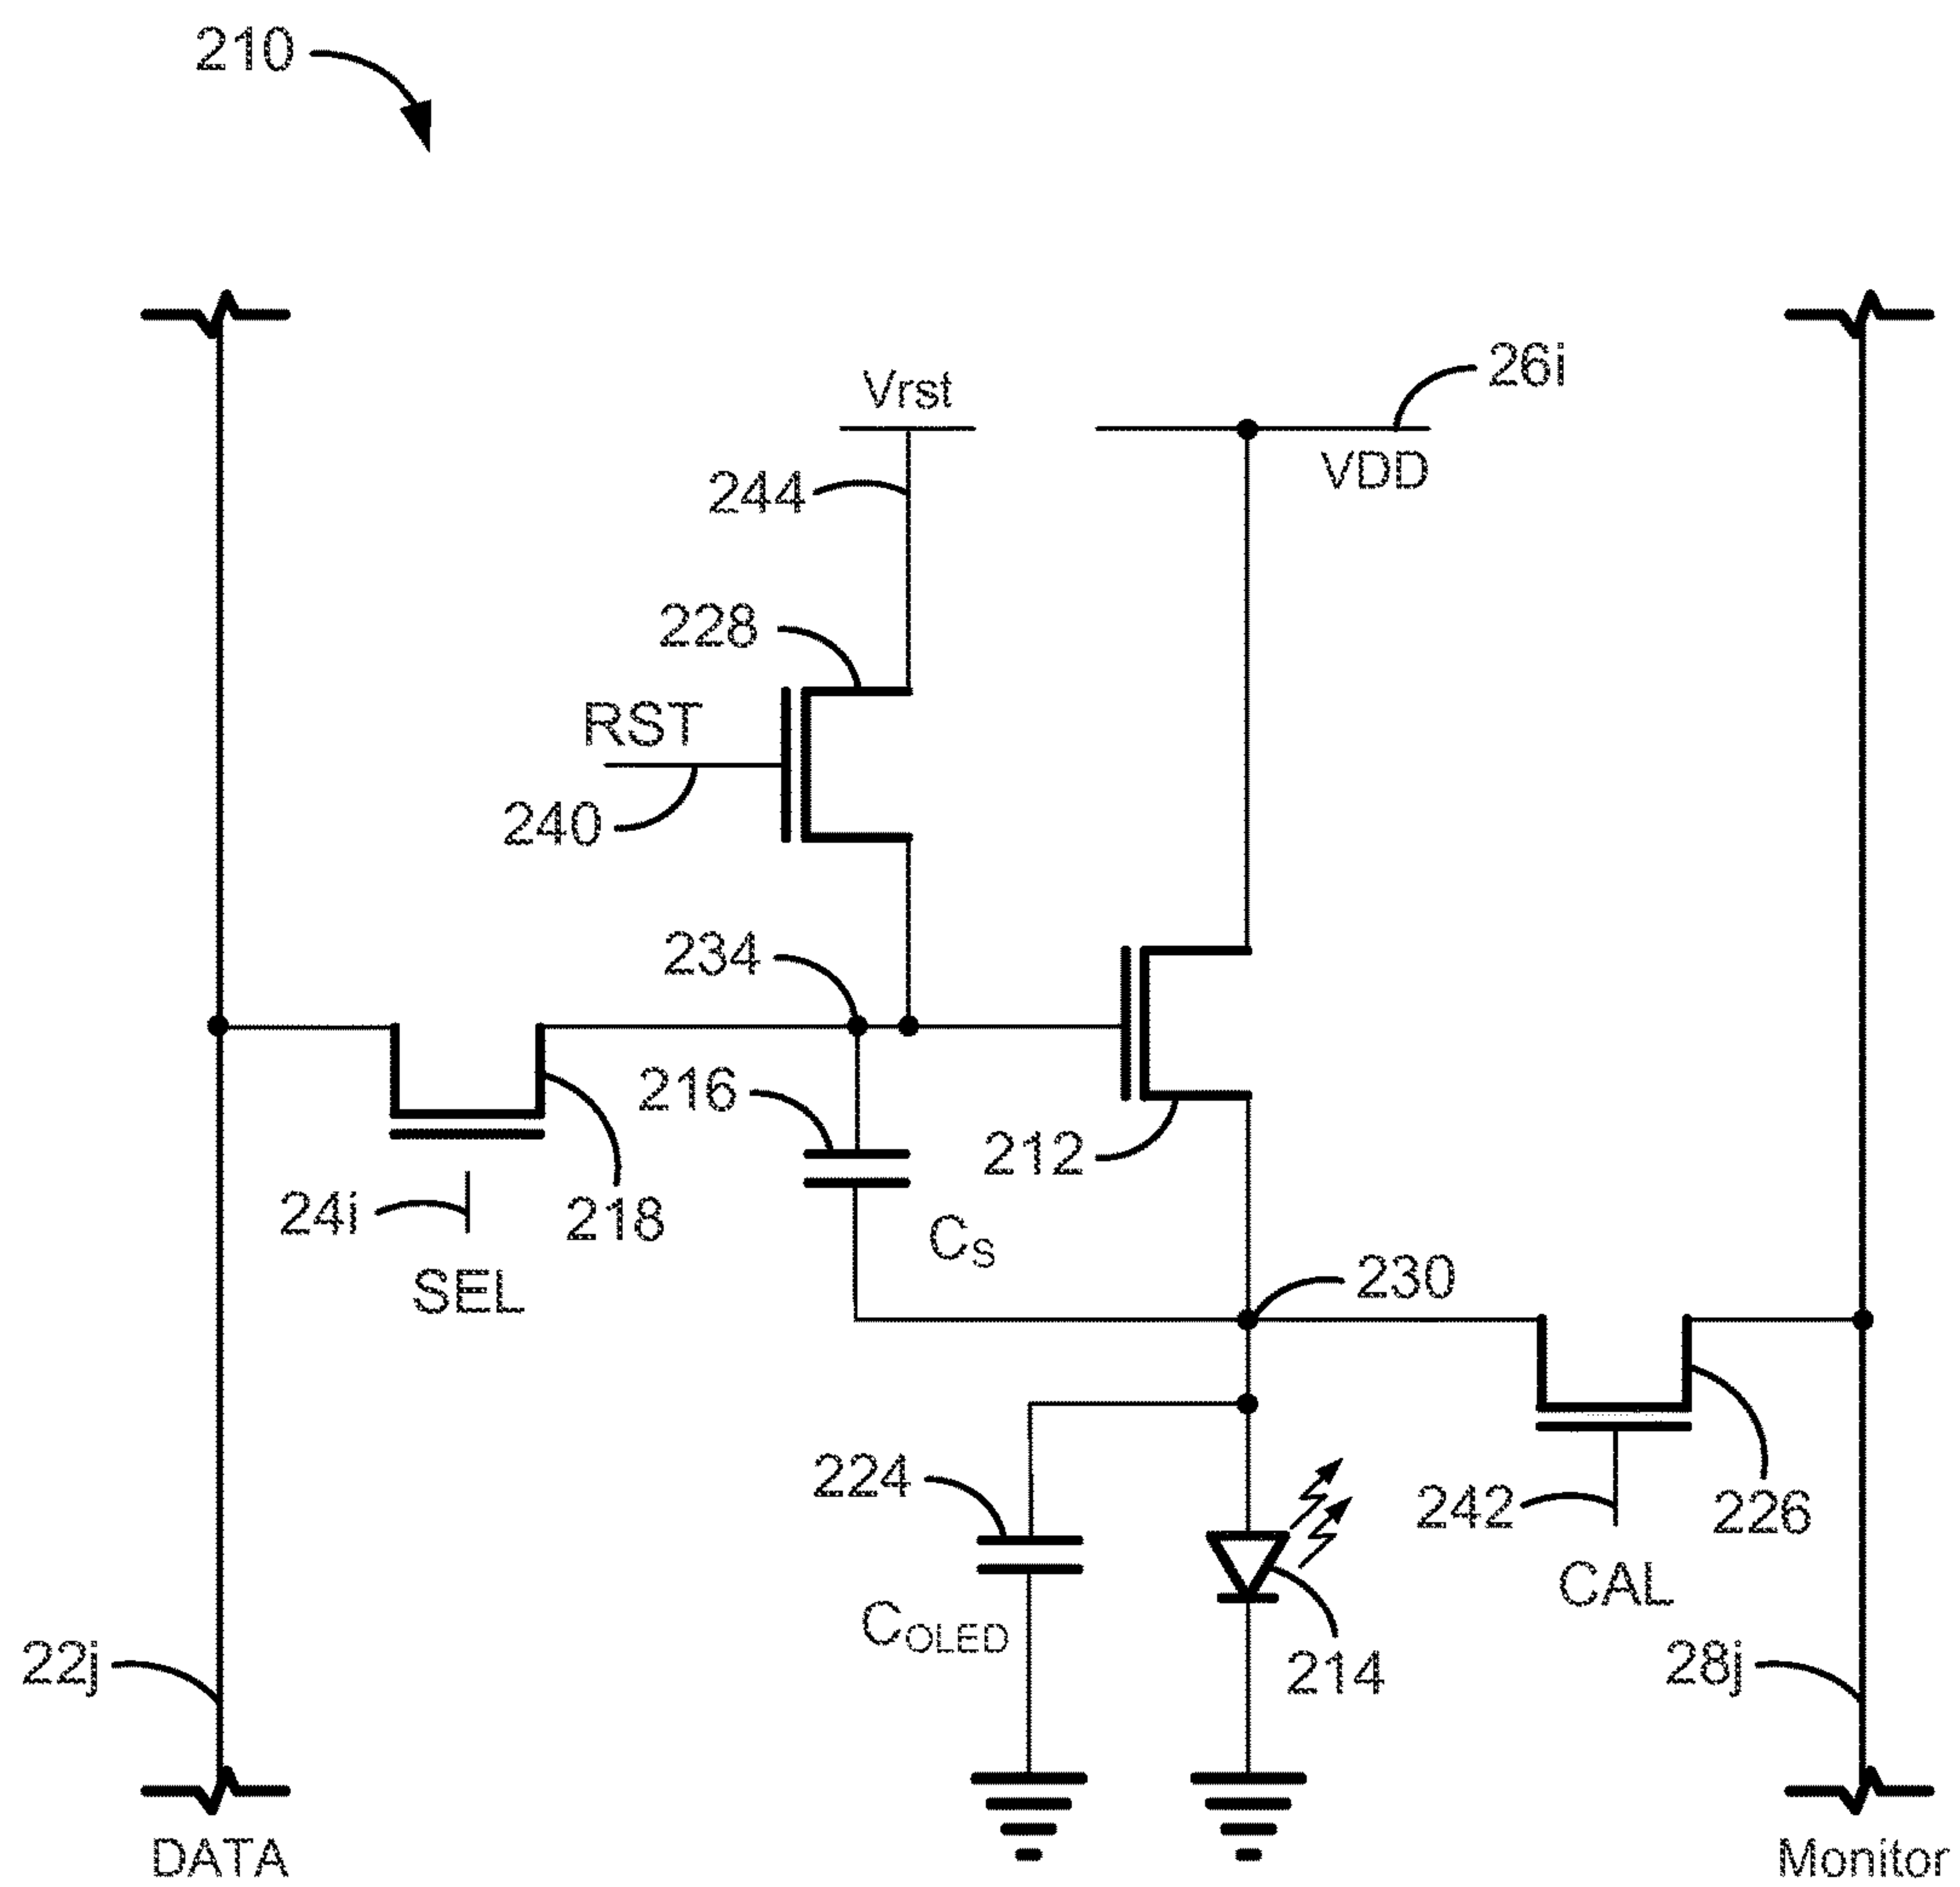 210
Vrst
26i
VDD
244
228
RST
240
234
216
212
24i
218
CS
SEL
230
224
242
226
CAL
COLED
22j
214
28j
DATA
Monitor